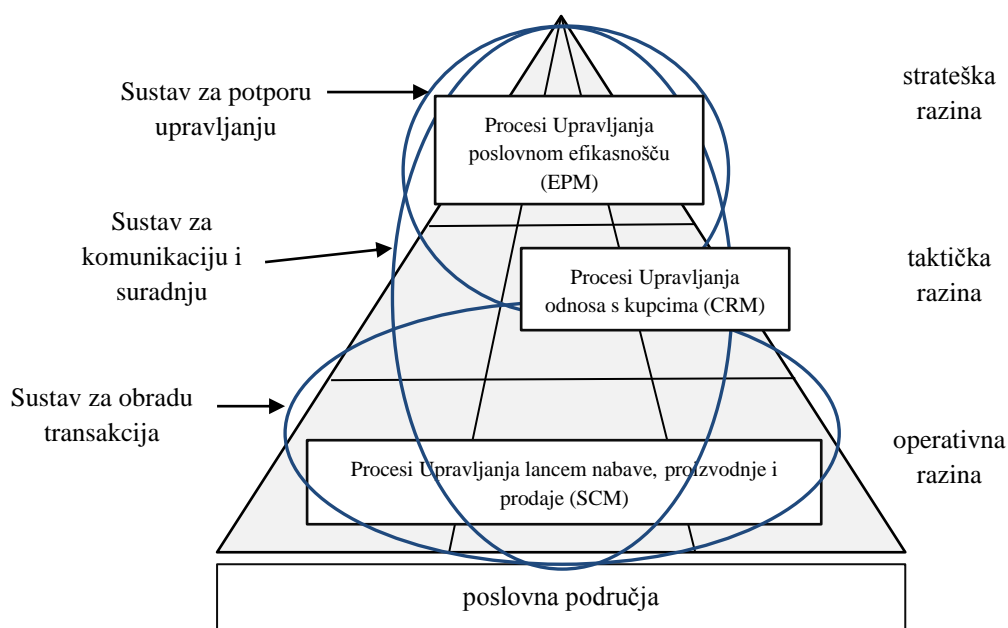 Sustav za potporu
upravljanju
strateška
razina
Procesi Upravljanja
poslovnom efikasnošču
(EPM)
Sustav za
komunikaciju i
suradnju
taktička
razina
Procesi Upravljanja
odnosa s kupcima (CRM)
Sustav za obradu
transakcija
operativna
razina
Procesi Upravljanja lancem nabave, proizvodnje i
prodaje (SCM)
poslovna područja